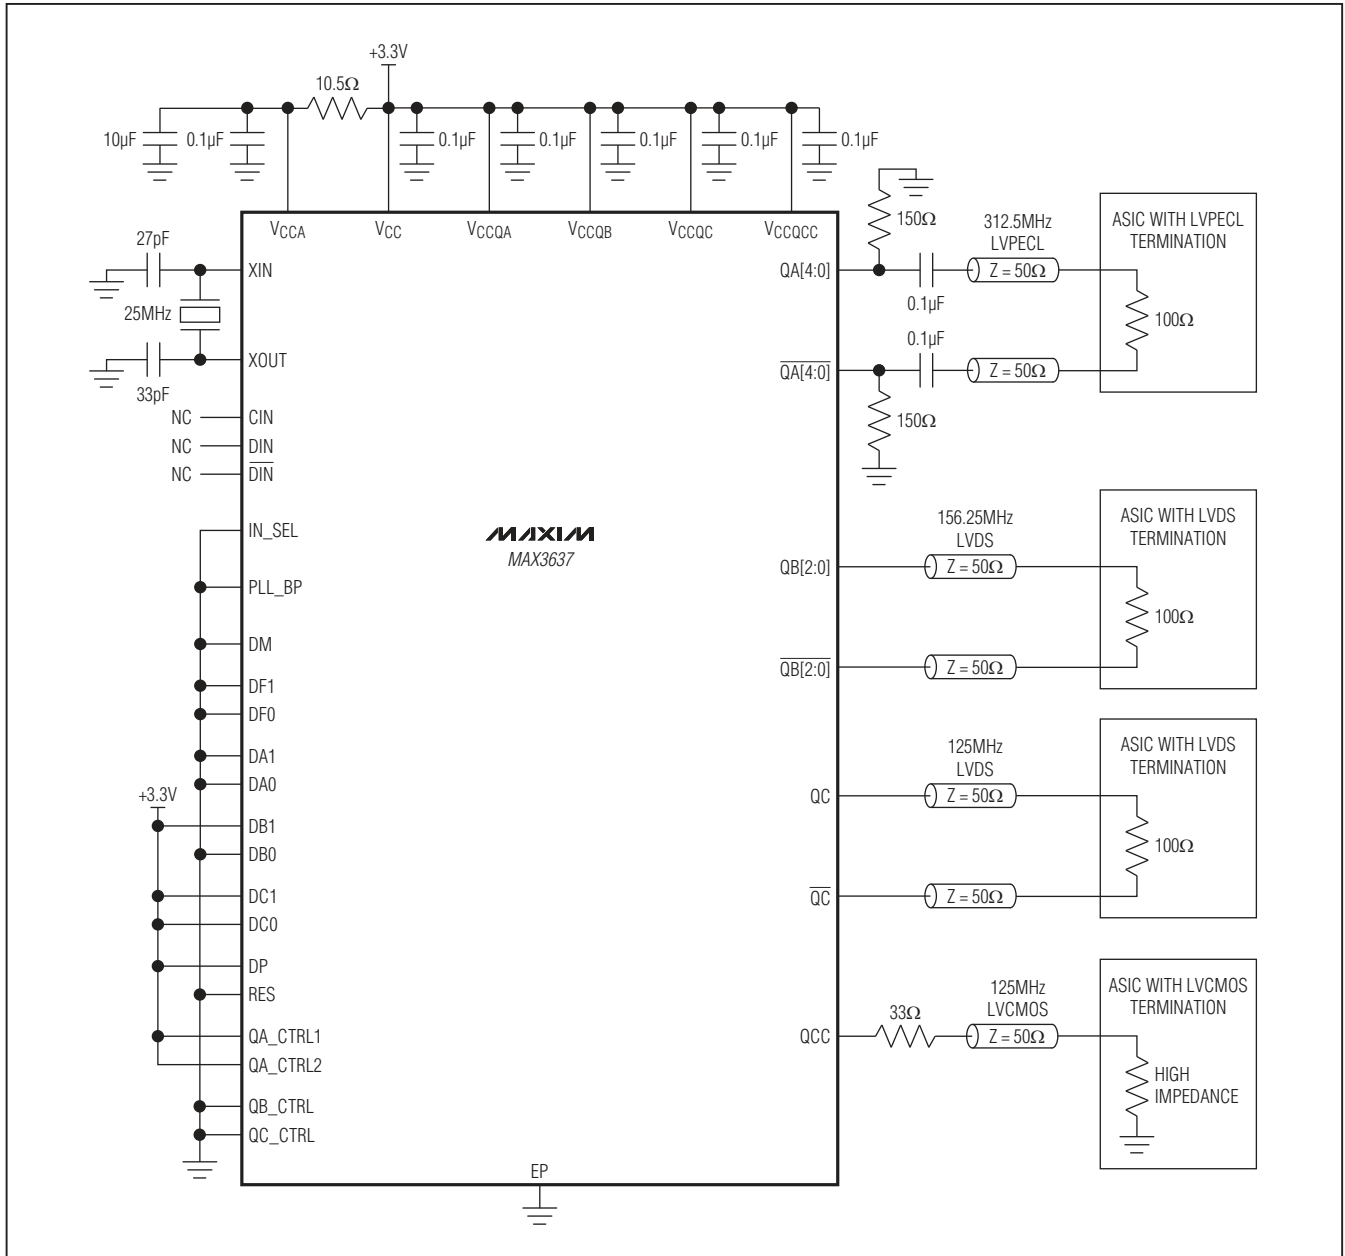 +3.3V
10.5Ω
10µF
0.1µF
0.1µF
0.1µF
0.1µF
0.1µF
0.1µF
VCCA
VCC
VCCQA
VCCQB
VCCQC
VCCQCC
27pF
XIN
25MHz
XOUT
33pF
NC
CIN
NC
DIN
NC
DIN
IN_SEL
PLL_BP
DM
DF1
DF0
DA1
DA0
+3.3V
DB1
DB0
DC1
DC0
DP
RES
QA_CTRL1
QA_CTRL2
QB_CTRL
QC_CTRL
EP
MAXIM
MAX3637
QA[4:0]
150Ω
0.1µF
312.5MHz
LVPECL
Z = 50Ω
ASIC WITH LVPECL
TERMINATION
100Ω
QA[4:0]
150Ω
0.1µF
Z = 50Ω
QB[2:0]
156.25MHz
LVDS
Z = 50Ω
ASIC WITH LVDS
TERMINATION
100Ω
QB[2:0]
Z = 50Ω
QC
125MHz
LVDS
Z = 50Ω
ASIC WITH LVDS
TERMINATION
100Ω
QC
Z = 50Ω
QCC
33Ω
125MHz
LVCMOS
Z = 50Ω
ASIC WITH LVCMOS
TERMINATION
HIGH
IMPEDANCE